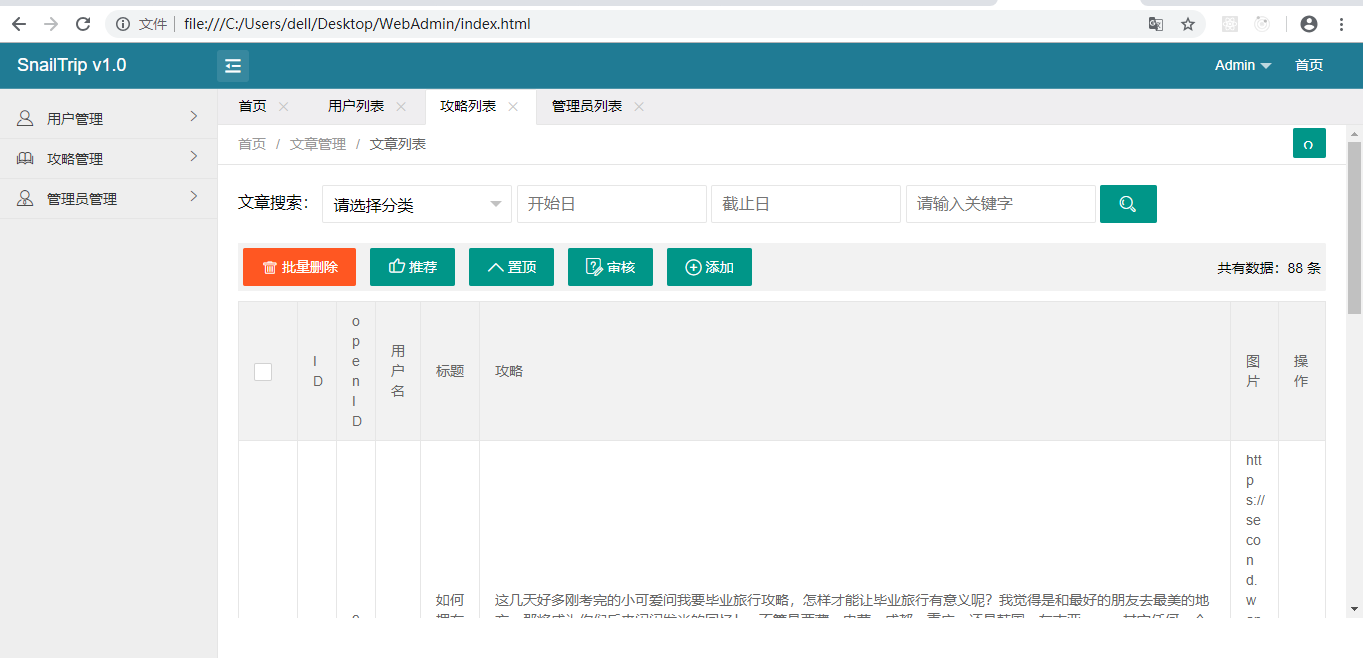 文件 file:///C:/Users/dell/Desktop/WebAdmin/index.html
SnailTrip v1.0
Admin 首页
用户管理
攻略管理
管理员管理
首页 用户列表 攻略列表 管理员列表
首页 / 文章管理 / 文章列表
文章搜索： 请选择分类 开始日 截止日 请输入关键字
批量删除 推荐 置顶 审核 添加 共有数据：88 条
ID openID 用户名 标题 攻略 图片 操作
http
s://
se
co
n
d.
w
如何 这几天好多刚考完的小可爱问我要毕业旅行攻略，怎样才能让毕业旅行有意义呢？我觉得是和最好的朋友去最美的地